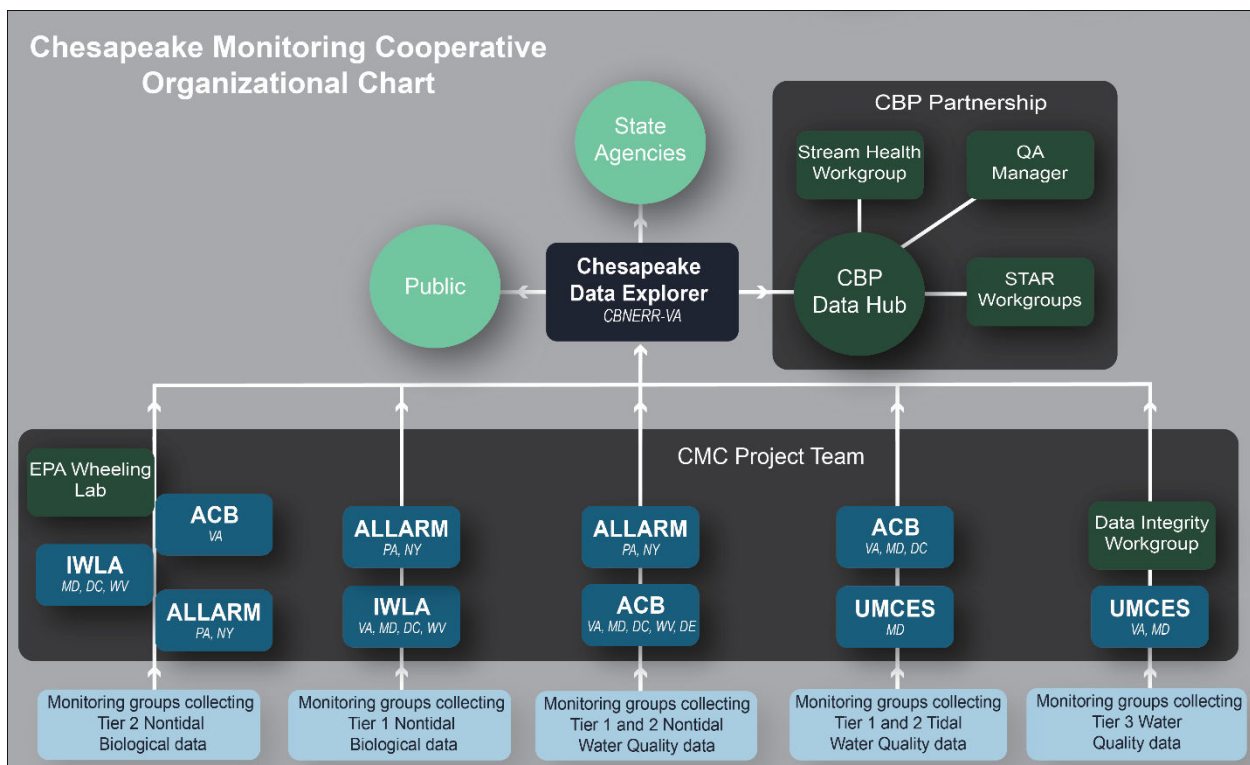 Chesapeake Monitoring Cooperative
Organizational Chart
State
Agencies
Public
Chesapeake
Data Explorer
CBNERR-VA
CBP Partnership
Stream Health
Workgroup
QA
Manager
CBP
Data Hub
STAR
Workgroups
CMC Project Team
EPA Wheeling
Lab
ACB
VA
IWLA
MD, DC, WV
ALLARM
PA, NY
ALLARM
PA, NY
IWLA
VA, MD, DC, WV
ALLARM
PA, NY
ACB
VA, MD, DC, WV, DE
ACB
VA, MD, DC
UMCES
MD
Data Integrity
Workgroup
UMCES
VA, MD
Monitoring groups collecting
Tier 2 Nontidal
Biological data
Monitoring groups collecting
Tier 1 Nontidal
Biological data
Monitoring groups collecting
Tier 1 and 2 Nontidal
Water Quality data
Monitoring groups collecting
Tier 1 and 2 Tidal
Water Quality data
Monitoring groups collecting
Tier 3 Water
Quality data